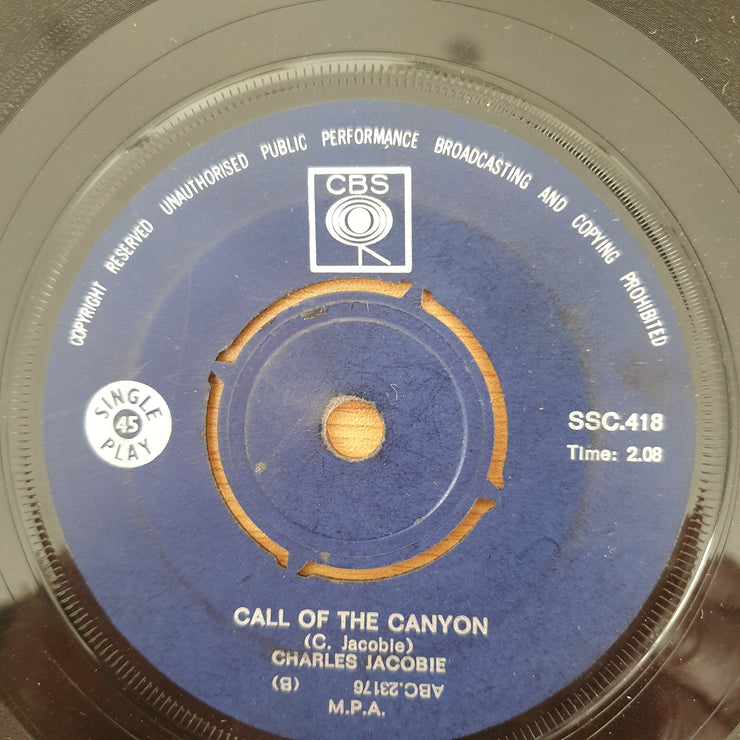 COPYRIGHT RESERVED UNAUTHORISED PUBLIC PERFORMANCE BROADCASTING AND COPYING PROHIBITED
CBS
SINGLE
45
PLAY
SSC.418
Time: 2.08
CALL OF THE CANYON
(C. Jacobie)
CHARLES JACOBIE
(B) ABC.23176
M.P.A.